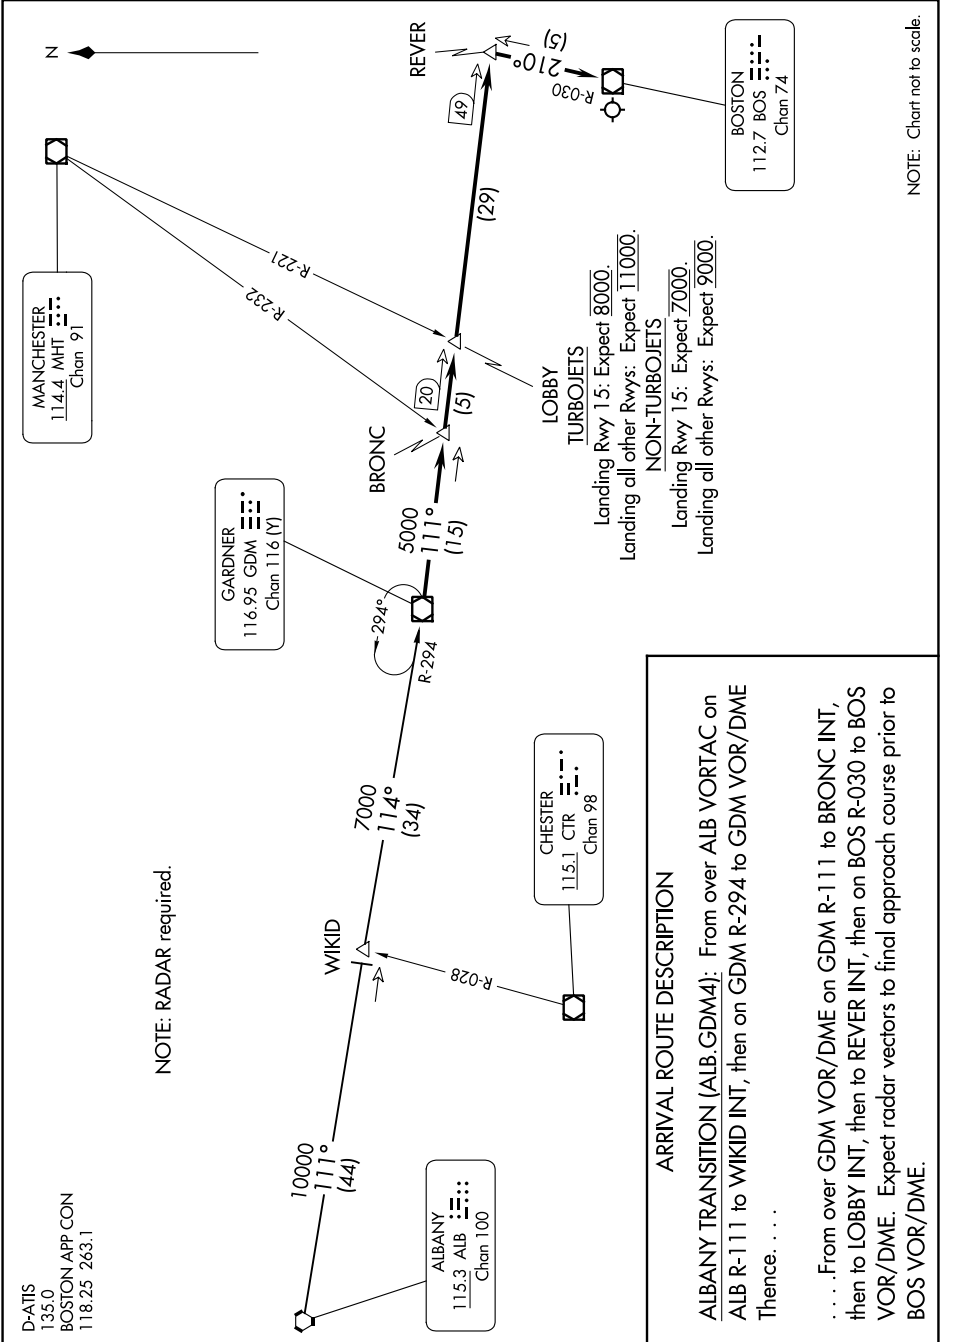 D-ATIS
135.0
BOSTON APP CON
118.25 263.1
NOTE: RADAR required.
N
ALBANY
115.3 ALB
Chan 100
10000
111°
(44)
WIKID
R-028
CHESTER
115.1 CTR
Chan 98
7000
114°
(34)
R-294
294°
GARDNER
116.95 GDM
Chan 116 (Y)
5000
111°
(15)
BRONC
20
(5)
MANCHESTER
114.4 MHT
Chan 91
R-232
R-221
LOBBY
TURBOJETS
Landing Rwy 15: Expect 8000.
Landing all other Rwys: Expect 11000.
NON-TURBOJETS
Landing Rwy 15: Expect 7000.
Landing all other Rwys: Expect 9000.
49
(29)
REVER
(5)
210°
R-030
BOSTON
112.7 BOS
Chan 74
NOTE: Chart not to scale.
ARRIVAL ROUTE DESCRIPTION
ALBANY TRANSITION (ALB.GDM4): From over ALB VORTAC on
ALB R-111 to WIKID INT, then on GDM R-294 to GDM VOR/DME
Thence. . . .
. . . .From over GDM VOR/DME on GDM R-111 to BRONC INT,
then to LOBBY INT, then to REVER INT, then on BOS R-030 to BOS
VOR/DME. Expect radar vectors to final approach course prior to
BOS VOR/DME.